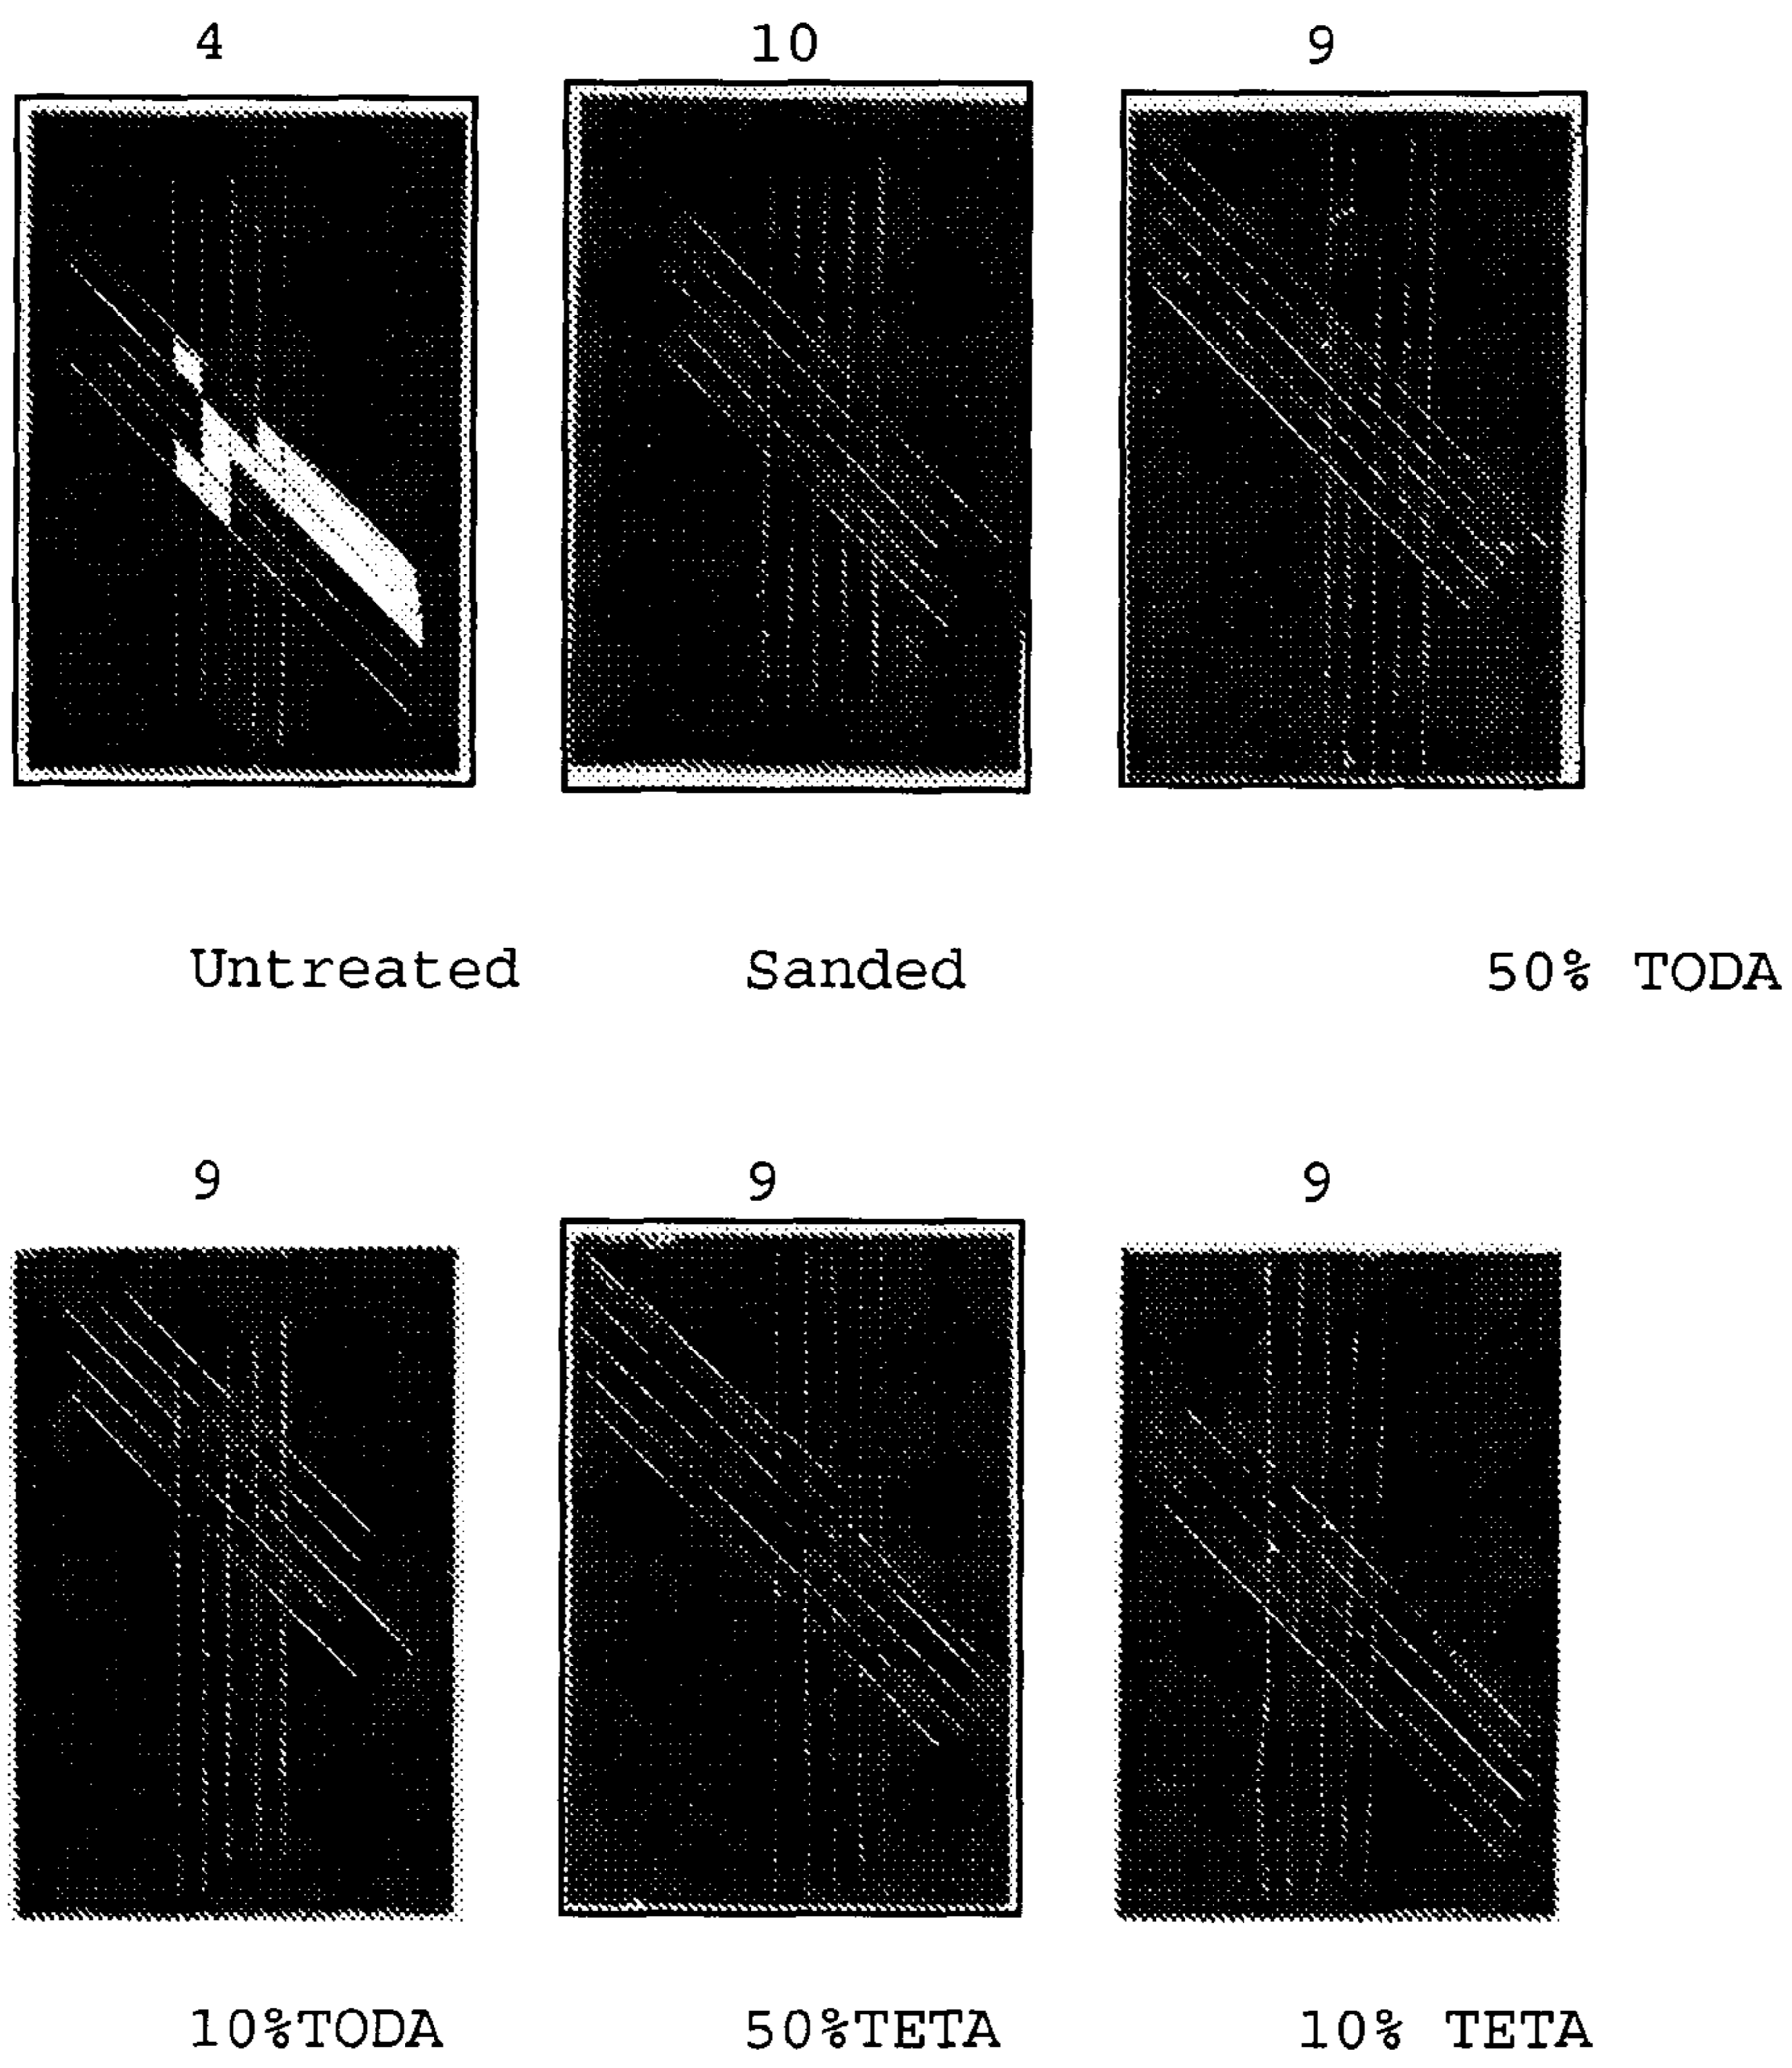 4 10 9
Untreated Sanded 50% TODA
9 9 9
10%TODA 50%TETA 10% TETA